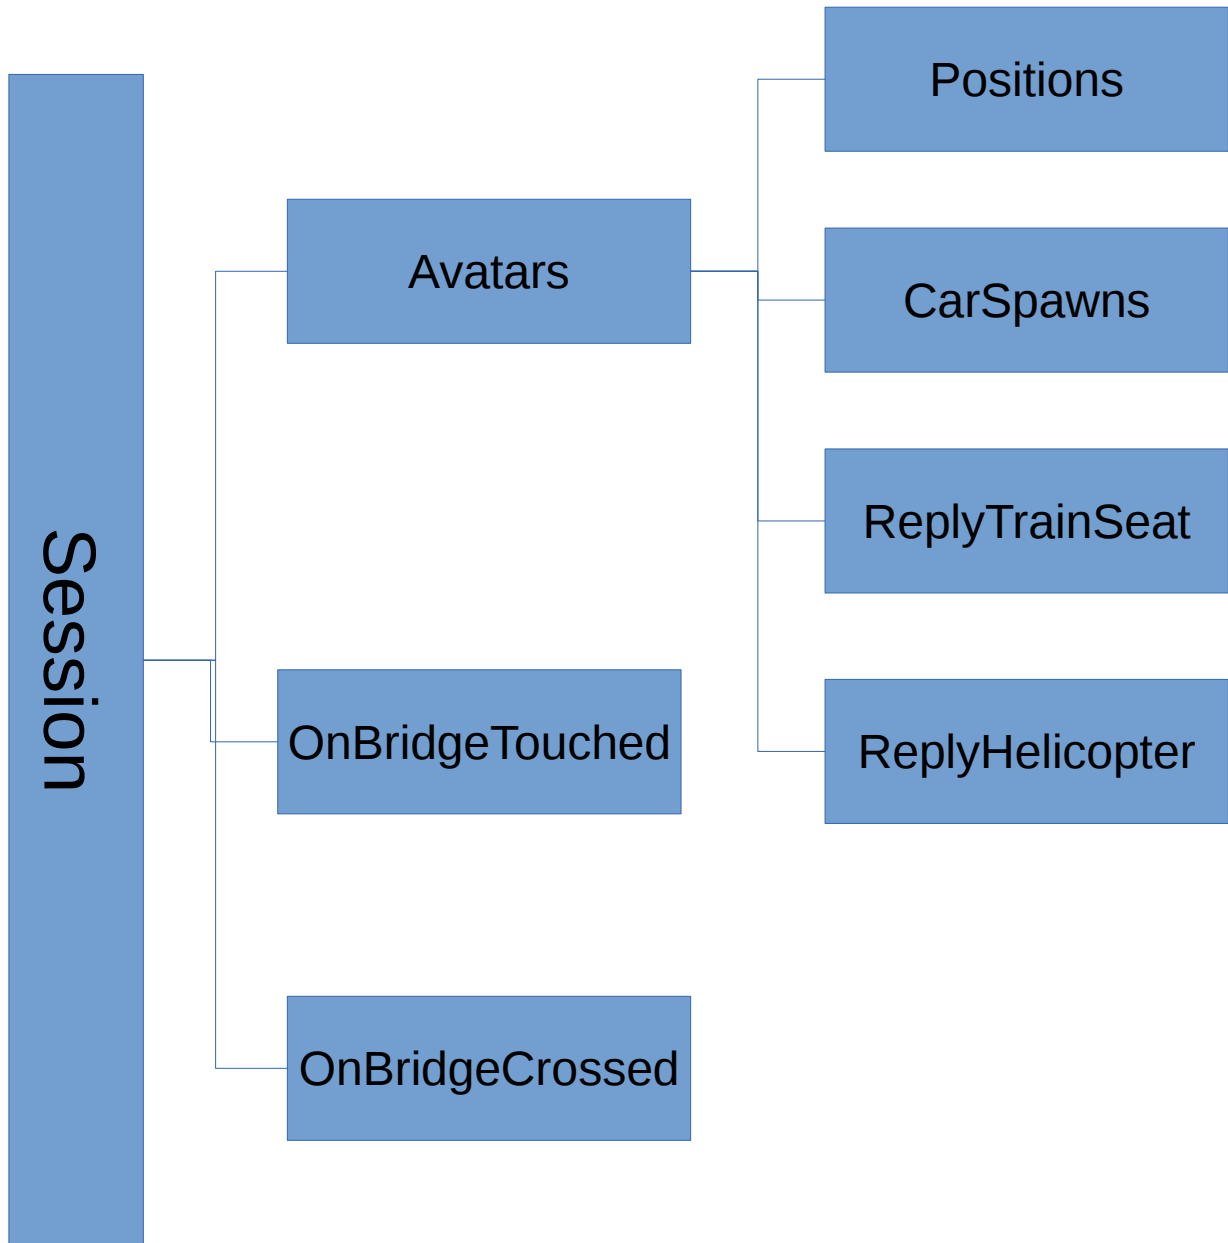 Session
Avatars
OnBridgeTouched
OnBridgeCrossed
Positions
CarSpawns
ReplyTrainSeat
ReplyHelicopter